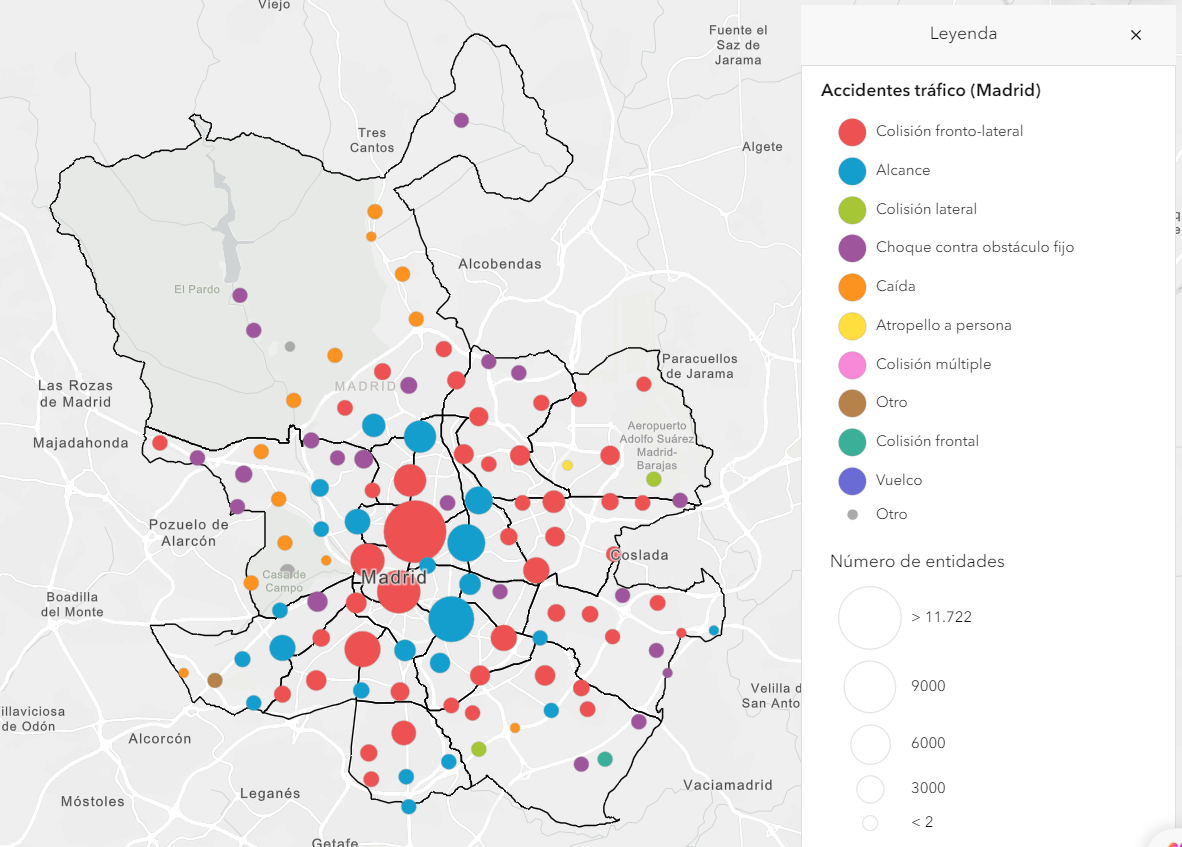 Viejo
Fuente el
Saz de
Jarama
Tres
Cantos
Algete
Alcobendas
El Pardo
Paracuellos
de Jarama
Las Rozas
de Madrid
MADRID
Majadahonda
Aeropuerto
Adolfo Suárez
Madrid-
Barajas
Pozuelo de
Alarcón
Coslada
Casa de
Campo
Madrid
Boadilla
del Monte
Velilla d
San Anto
illaviciosa
de Odón
Alcorcón
Vaciamadrid
Leganés
Móstoles
Getafe
Leyenda
×
Accidentes tráfico (Madrid)
Colisión fronto-lateral
Alcance
Colisión lateral
Choque contra obstáculo fijo
Caída
Atropello a persona
Colisión múltiple
Otro
Colisión frontal
Vuelco
Otro
Número de entidades
> 11.722
9000
6000
3000
< 2